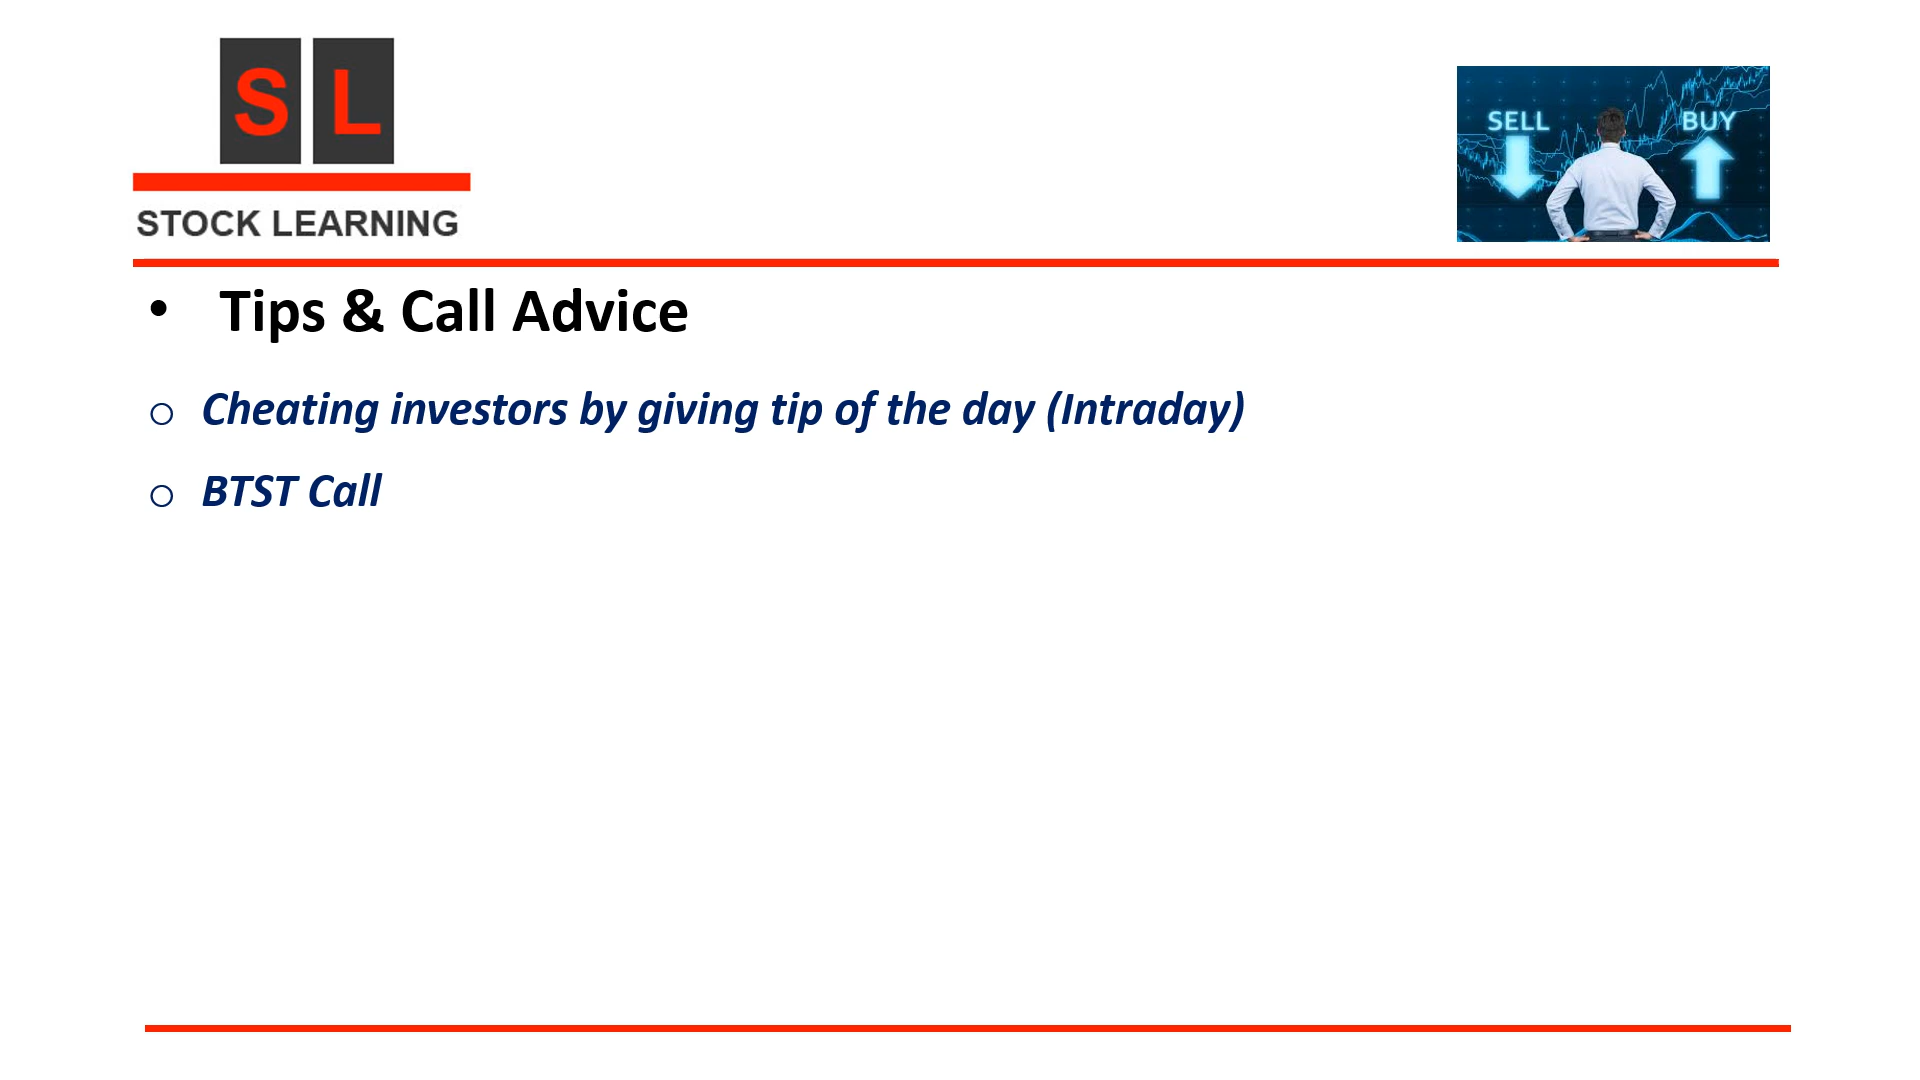 S L
STOCK LEARNING
SELL
BUY
• Tips & Call Advice
o Cheating investors by giving tip of the day (Intraday)
o BTST Call